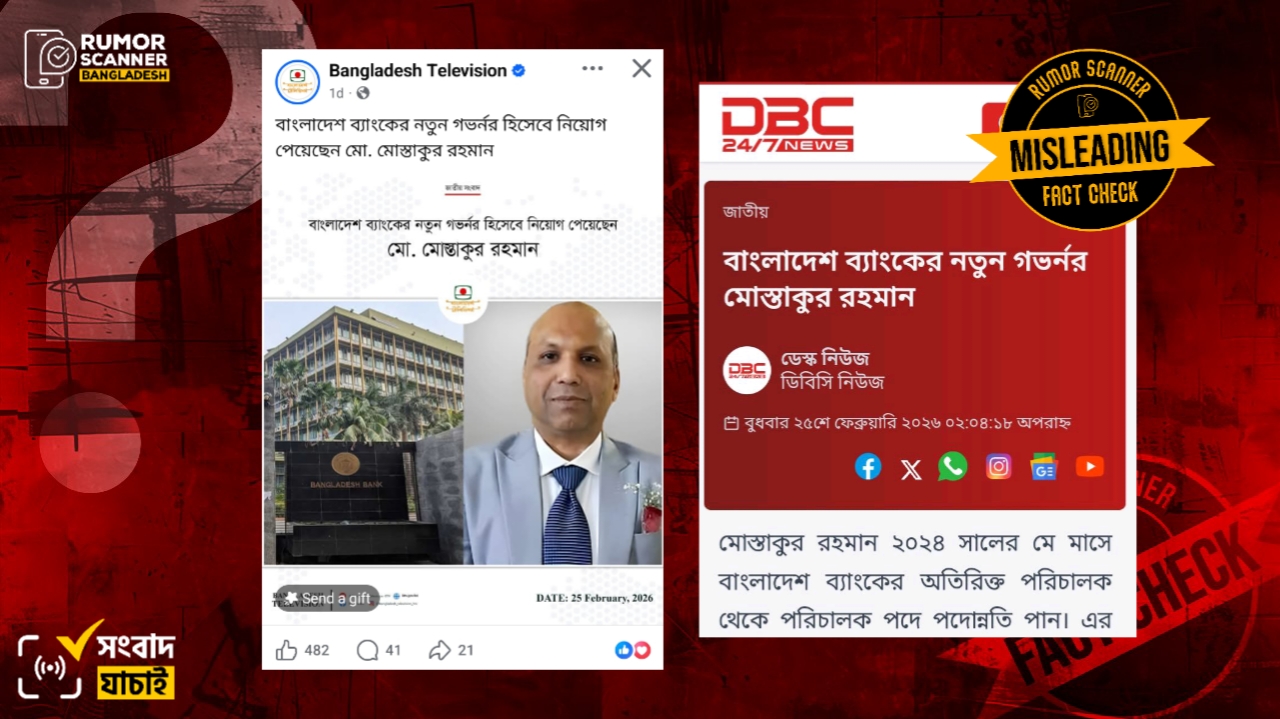 RUMOR
SCANNER
BANGLADESH
Bangladesh Television
1d
বাংলাদেশ ব্যাংকের নতুন গভর্নর হিসেবে নিয়োগ
পেয়েছেন মো. মোস্তাকুর রহমান
জাতীয় সংবাদ
বাংলাদেশ ব্যাংকের নতুন গভর্নর হিসেবে নিয়োগ পেয়েছেন
মো. মোস্তাকুর রহমান
BANGLADESH BANK
Send a gift
DATE: 25 February, 2026
482
41
21
DBC
24/7 NEWS
RUMOR SCANNER
MISLEADING
FACT CHECK
জাতীয়
বাংলাদেশ ব্যাংকের নতুন গভর্নর
মোস্তাকুর রহমান
DBC
ডেস্ক নিউজ
ডিবিসি নিউজ
বুধবার ২৫শে ফেব্রুয়ারি ২০২৬ ০২:০৪:১৮ অপরাহ্ন
মোস্তাকুর রহমান ২০২৪ সালের মে মাসে
বাংলাদেশ ব্যাংকের অতিরিক্ত পরিচালক
থেকে পরিচালক পদে পদোন্নতি পান। এর
FACT CHECK
সংবাদ
যাচাই